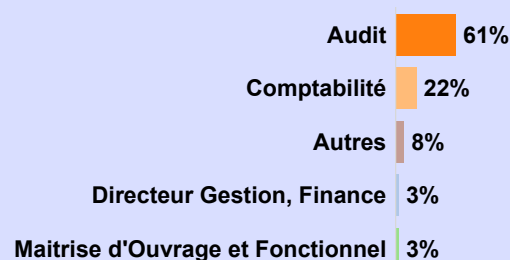 Audit 61%
Comptabilité 22%
Autres 8%
Directeur Gestion, Finance 3%
Maitrise d'Ouvrage et Fonctionnel 3%